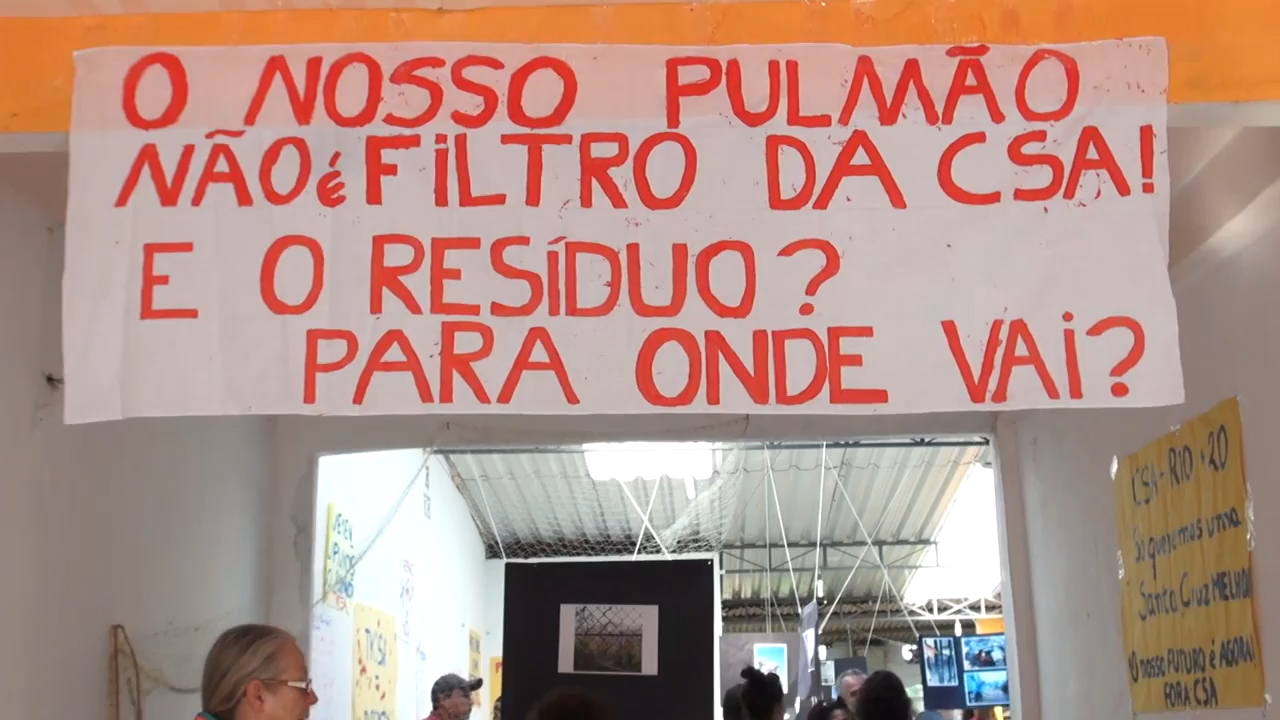 O NOSSO PULMÃO
NÃO é FiLTRO DA CSA!
E O RESÍDUO?
PARA ONDE VAi?
CSA-RIO +20
Só queremos uma
Santa Cruz MELHOR
O nosso FUTURO é AGORA!
FORA CSA